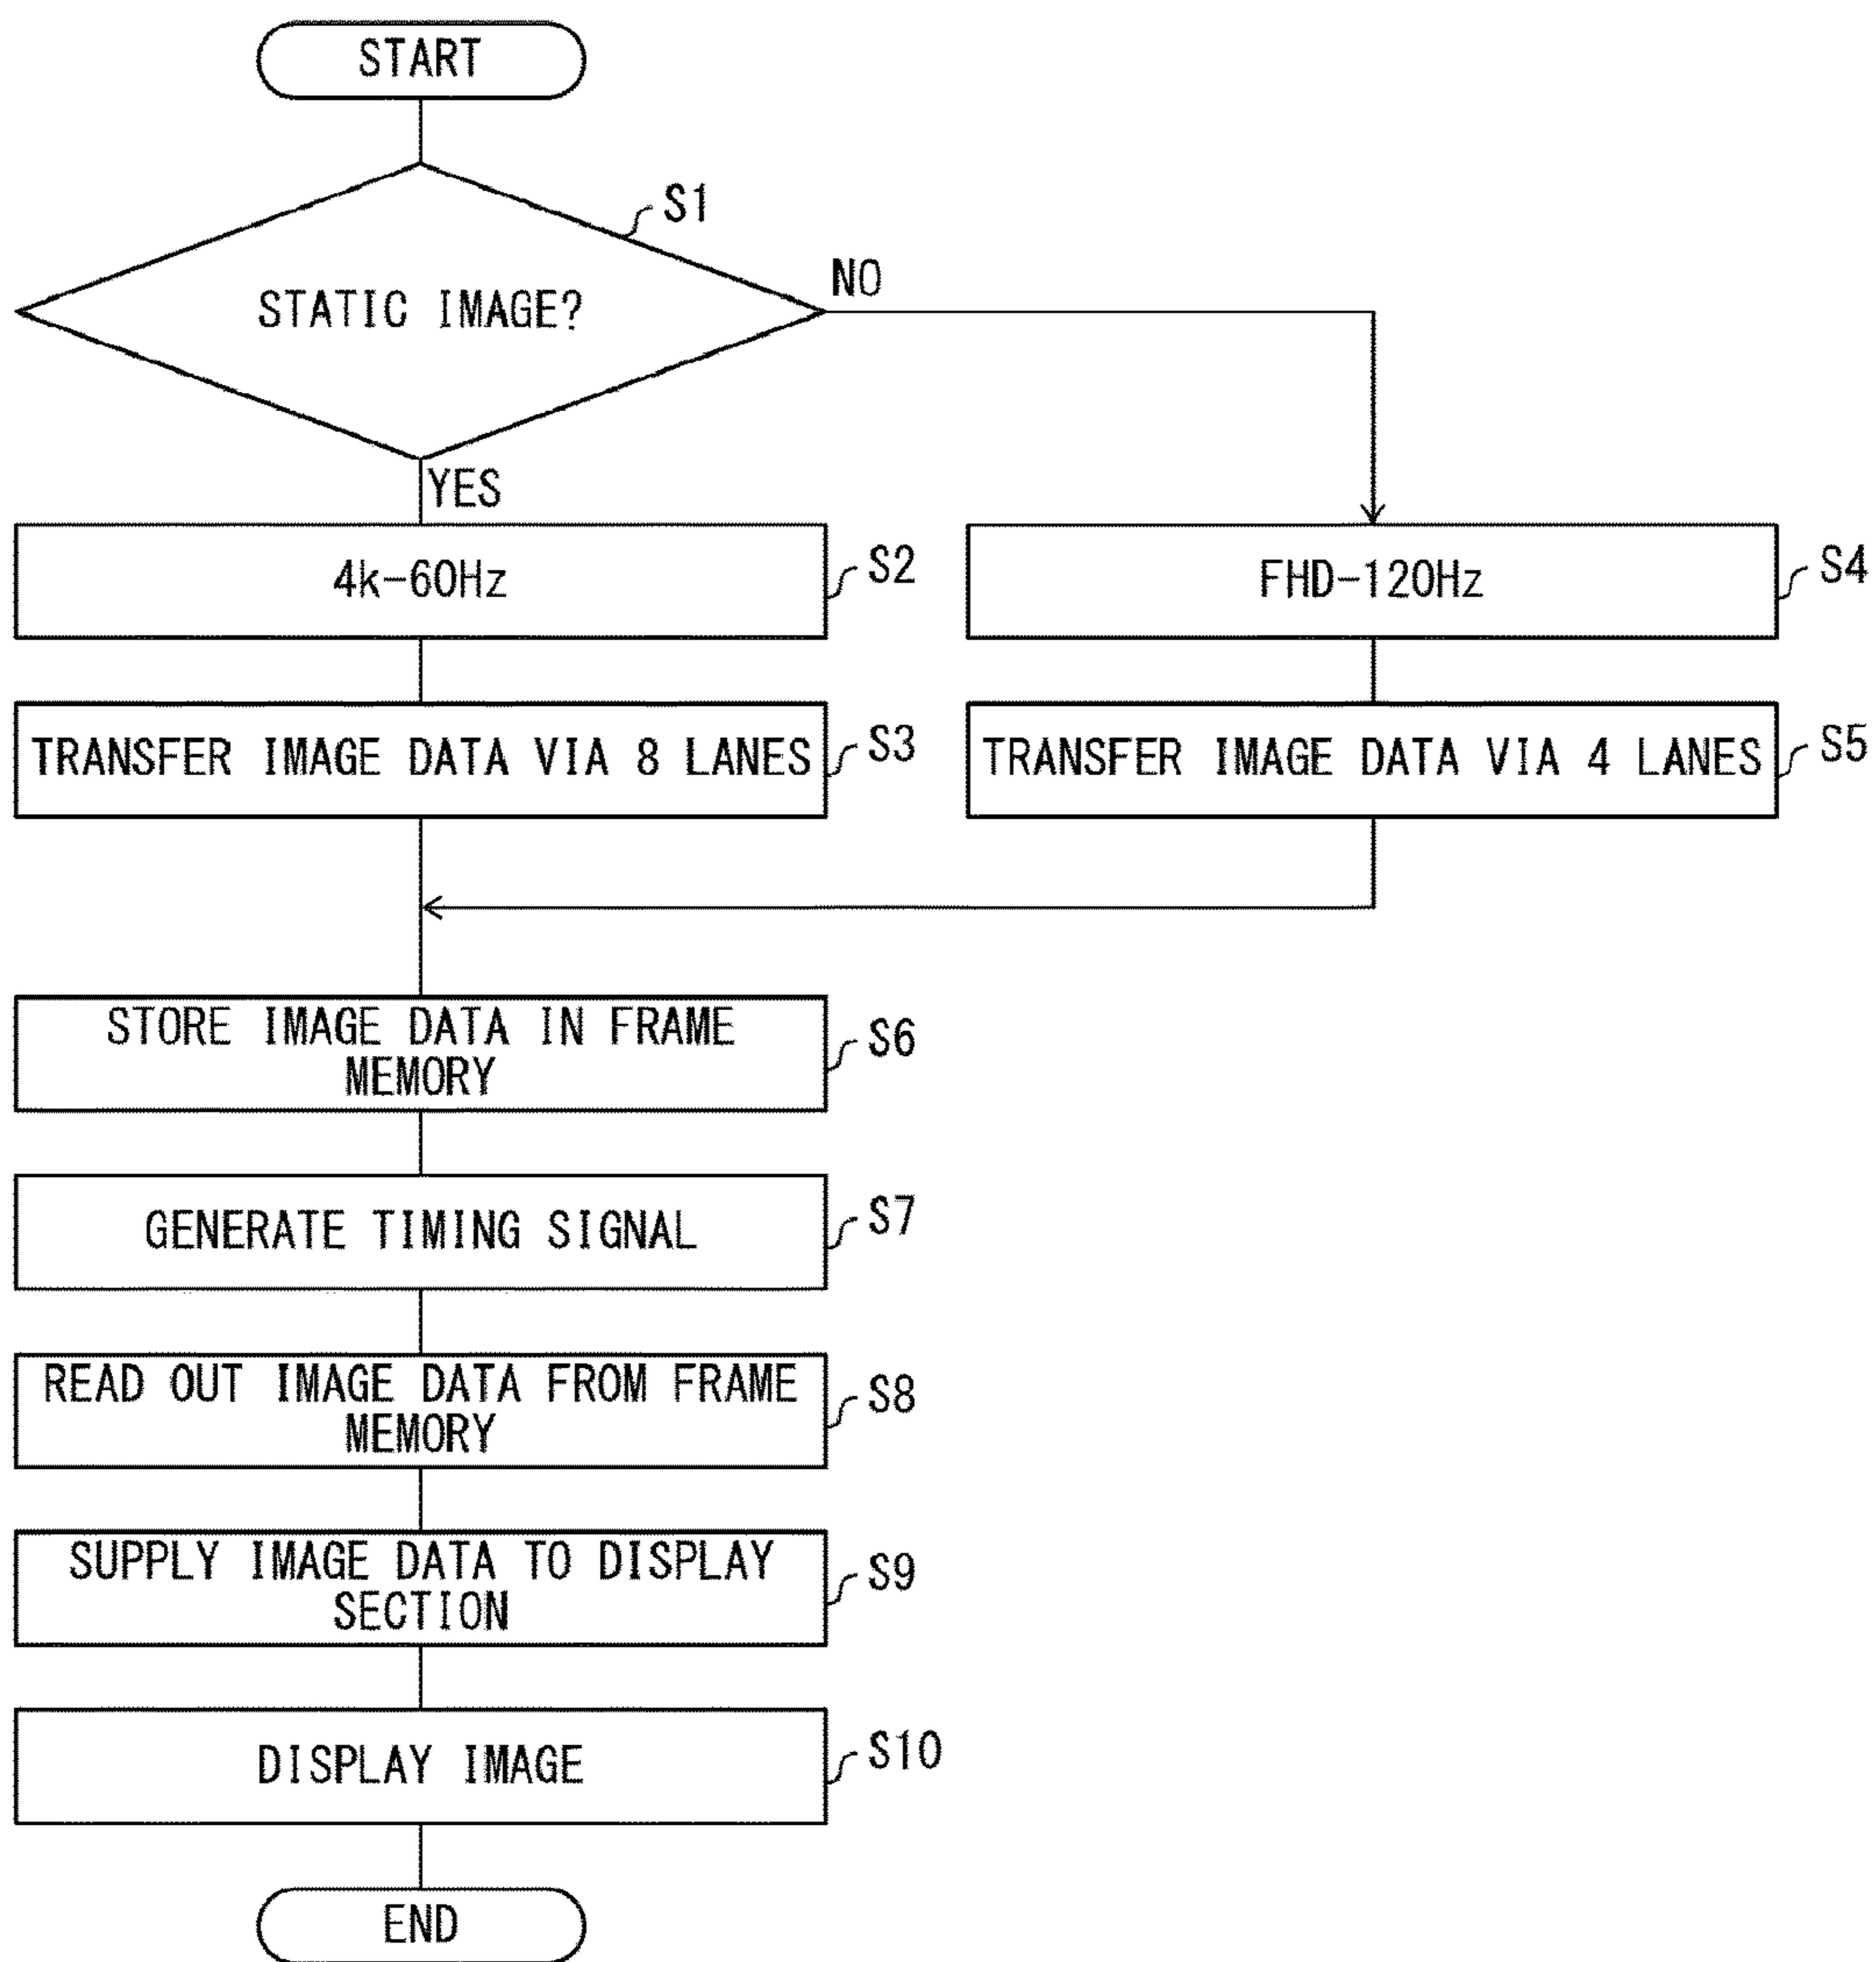 START
S1
STATIC IMAGE?
NO
YES
4k-60Hz
S2
FHD-120Hz
S4
TRANSFER IMAGE DATA VIA 8 LANES
S3
TRANSFER IMAGE DATA VIA 4 LANES
S5
STORE IMAGE DATA IN FRAME
MEMORY
S6
GENERATE TIMING SIGNAL
S7
READ OUT IMAGE DATA FROM FRAME
MEMORY
S8
SUPPLY IMAGE DATA TO DISPLAY
SECTION
S9
DISPLAY IMAGE
S10
END